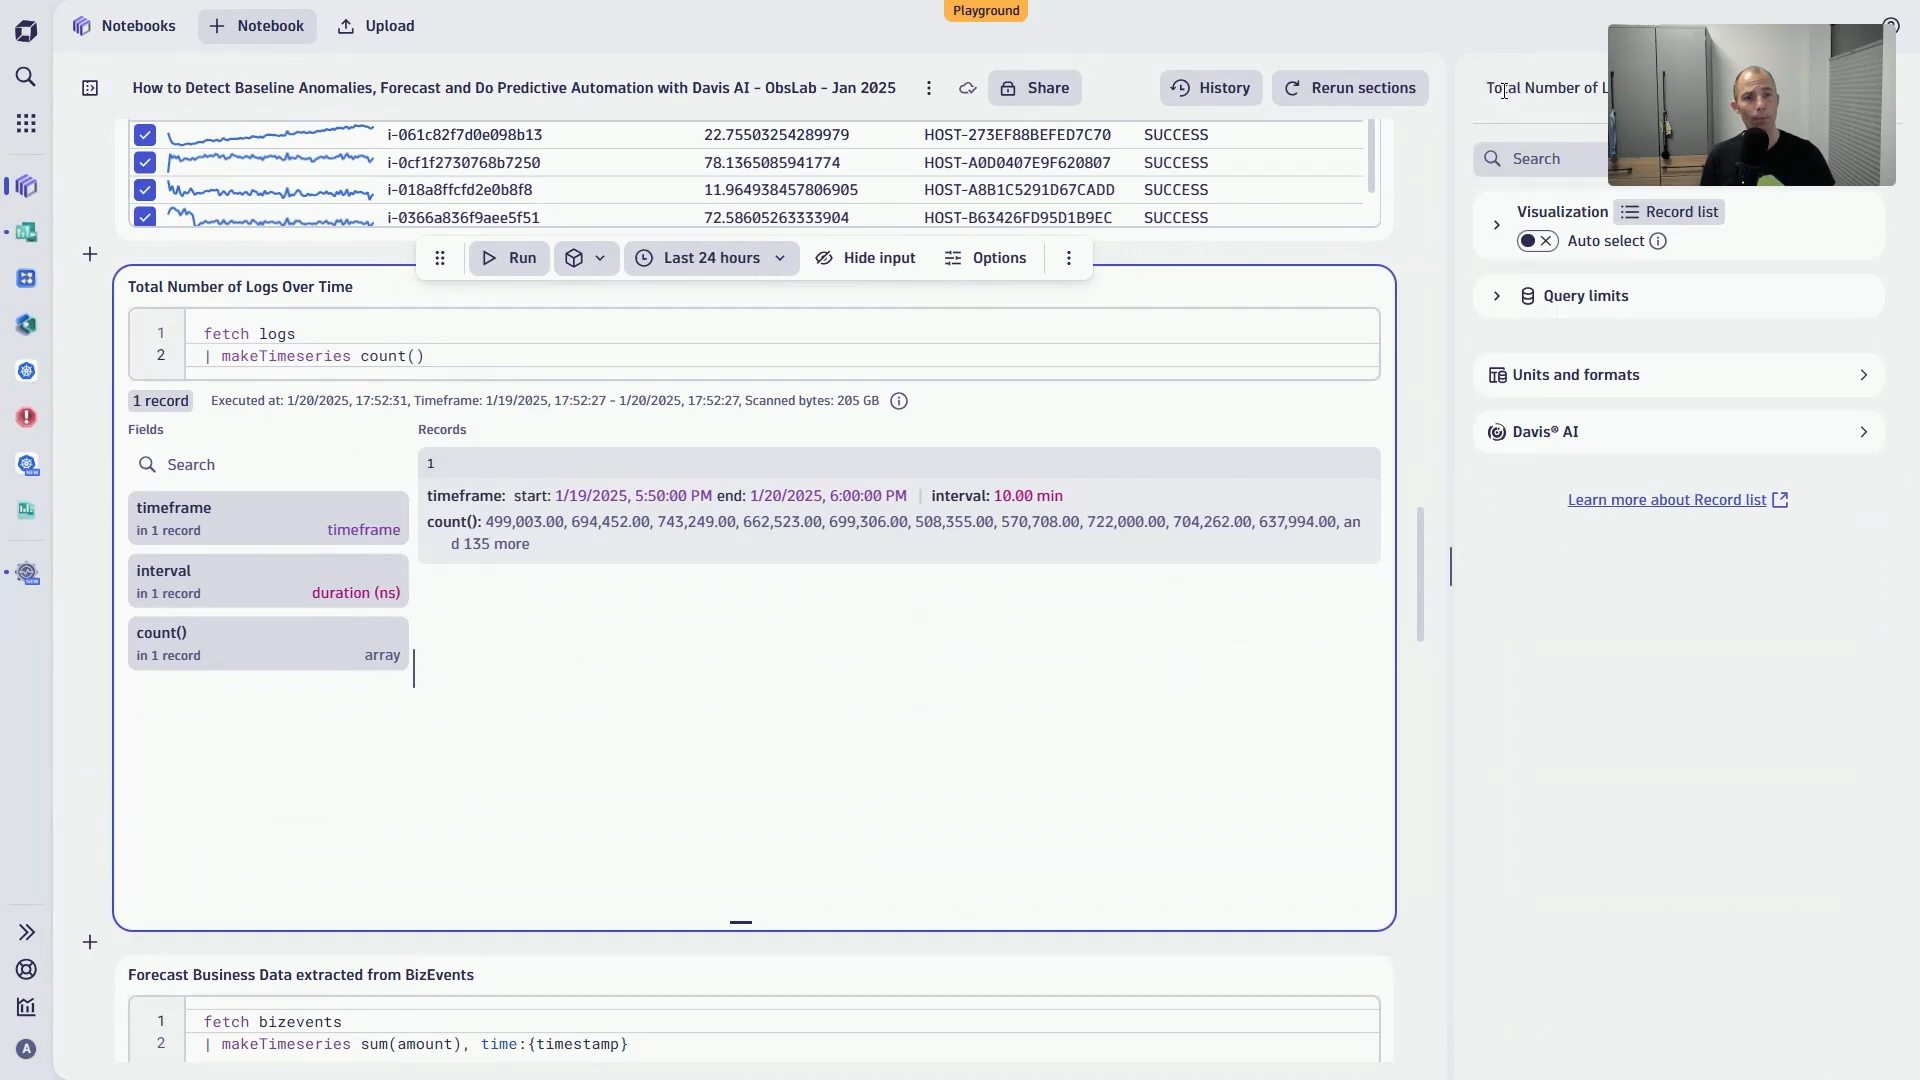 Playground
Notebooks
Notebook
Upload
How to Detect Baseline Anomalies, Forecast and Do Predictive Automation with Davis AI - ObsLab - Jan 2025
Share
History
Rerun sections
i-061c82f7d0e098b13 22.75503254289979 HOST-273EF88BEFED7C70 SUCCESS
i-0cf1f2730768b7250 78.1365085941774 HOST-A0D0407E9F620807 SUCCESS
i-018a8ffcfd2e0b8f8 11.964938457806905 HOST-A8B1C5291D67CADD SUCCESS
i-0366a836f9aee5f51 72.58605263333904 HOST-B63426FD95D1B9EC SUCCESS
Run
Last 24 hours
Hide input
Options
Total Number of Logs Over Time
1 fetch logs
2 | makeTimeseries count()
1 record
Executed at: 1/20/2025, 17:52:31, Timeframe: 1/19/2025, 17:52:27 - 1/20/2025, 17:52:27, Scanned bytes: 205 GB
Fields
Search
timeframe
in 1 record timeframe
interval
in 1 record duration (ns)
count()
in 1 record array
Records
1
timeframe: start: 1/19/2025, 5:50:00 PM end: 1/20/2025, 6:00:00 PM | interval: 10.00 min
count(): 499,003.00, 694,452.00, 743,249.00, 662,523.00, 699,306.00, 508,355.00, 570,708.00, 722,000.00, 704,262.00, 637,994.00, an
d 135 more
Forecast Business Data extracted from BizEvents
1 fetch bizevents
2 | makeTimeseries sum(amount), time:{timestamp}
Total Number of L
Search
Visualization Record list
Auto select
Query limits
Units and formats
Davis® AI
Learn more about Record list
NEW
NEW
A